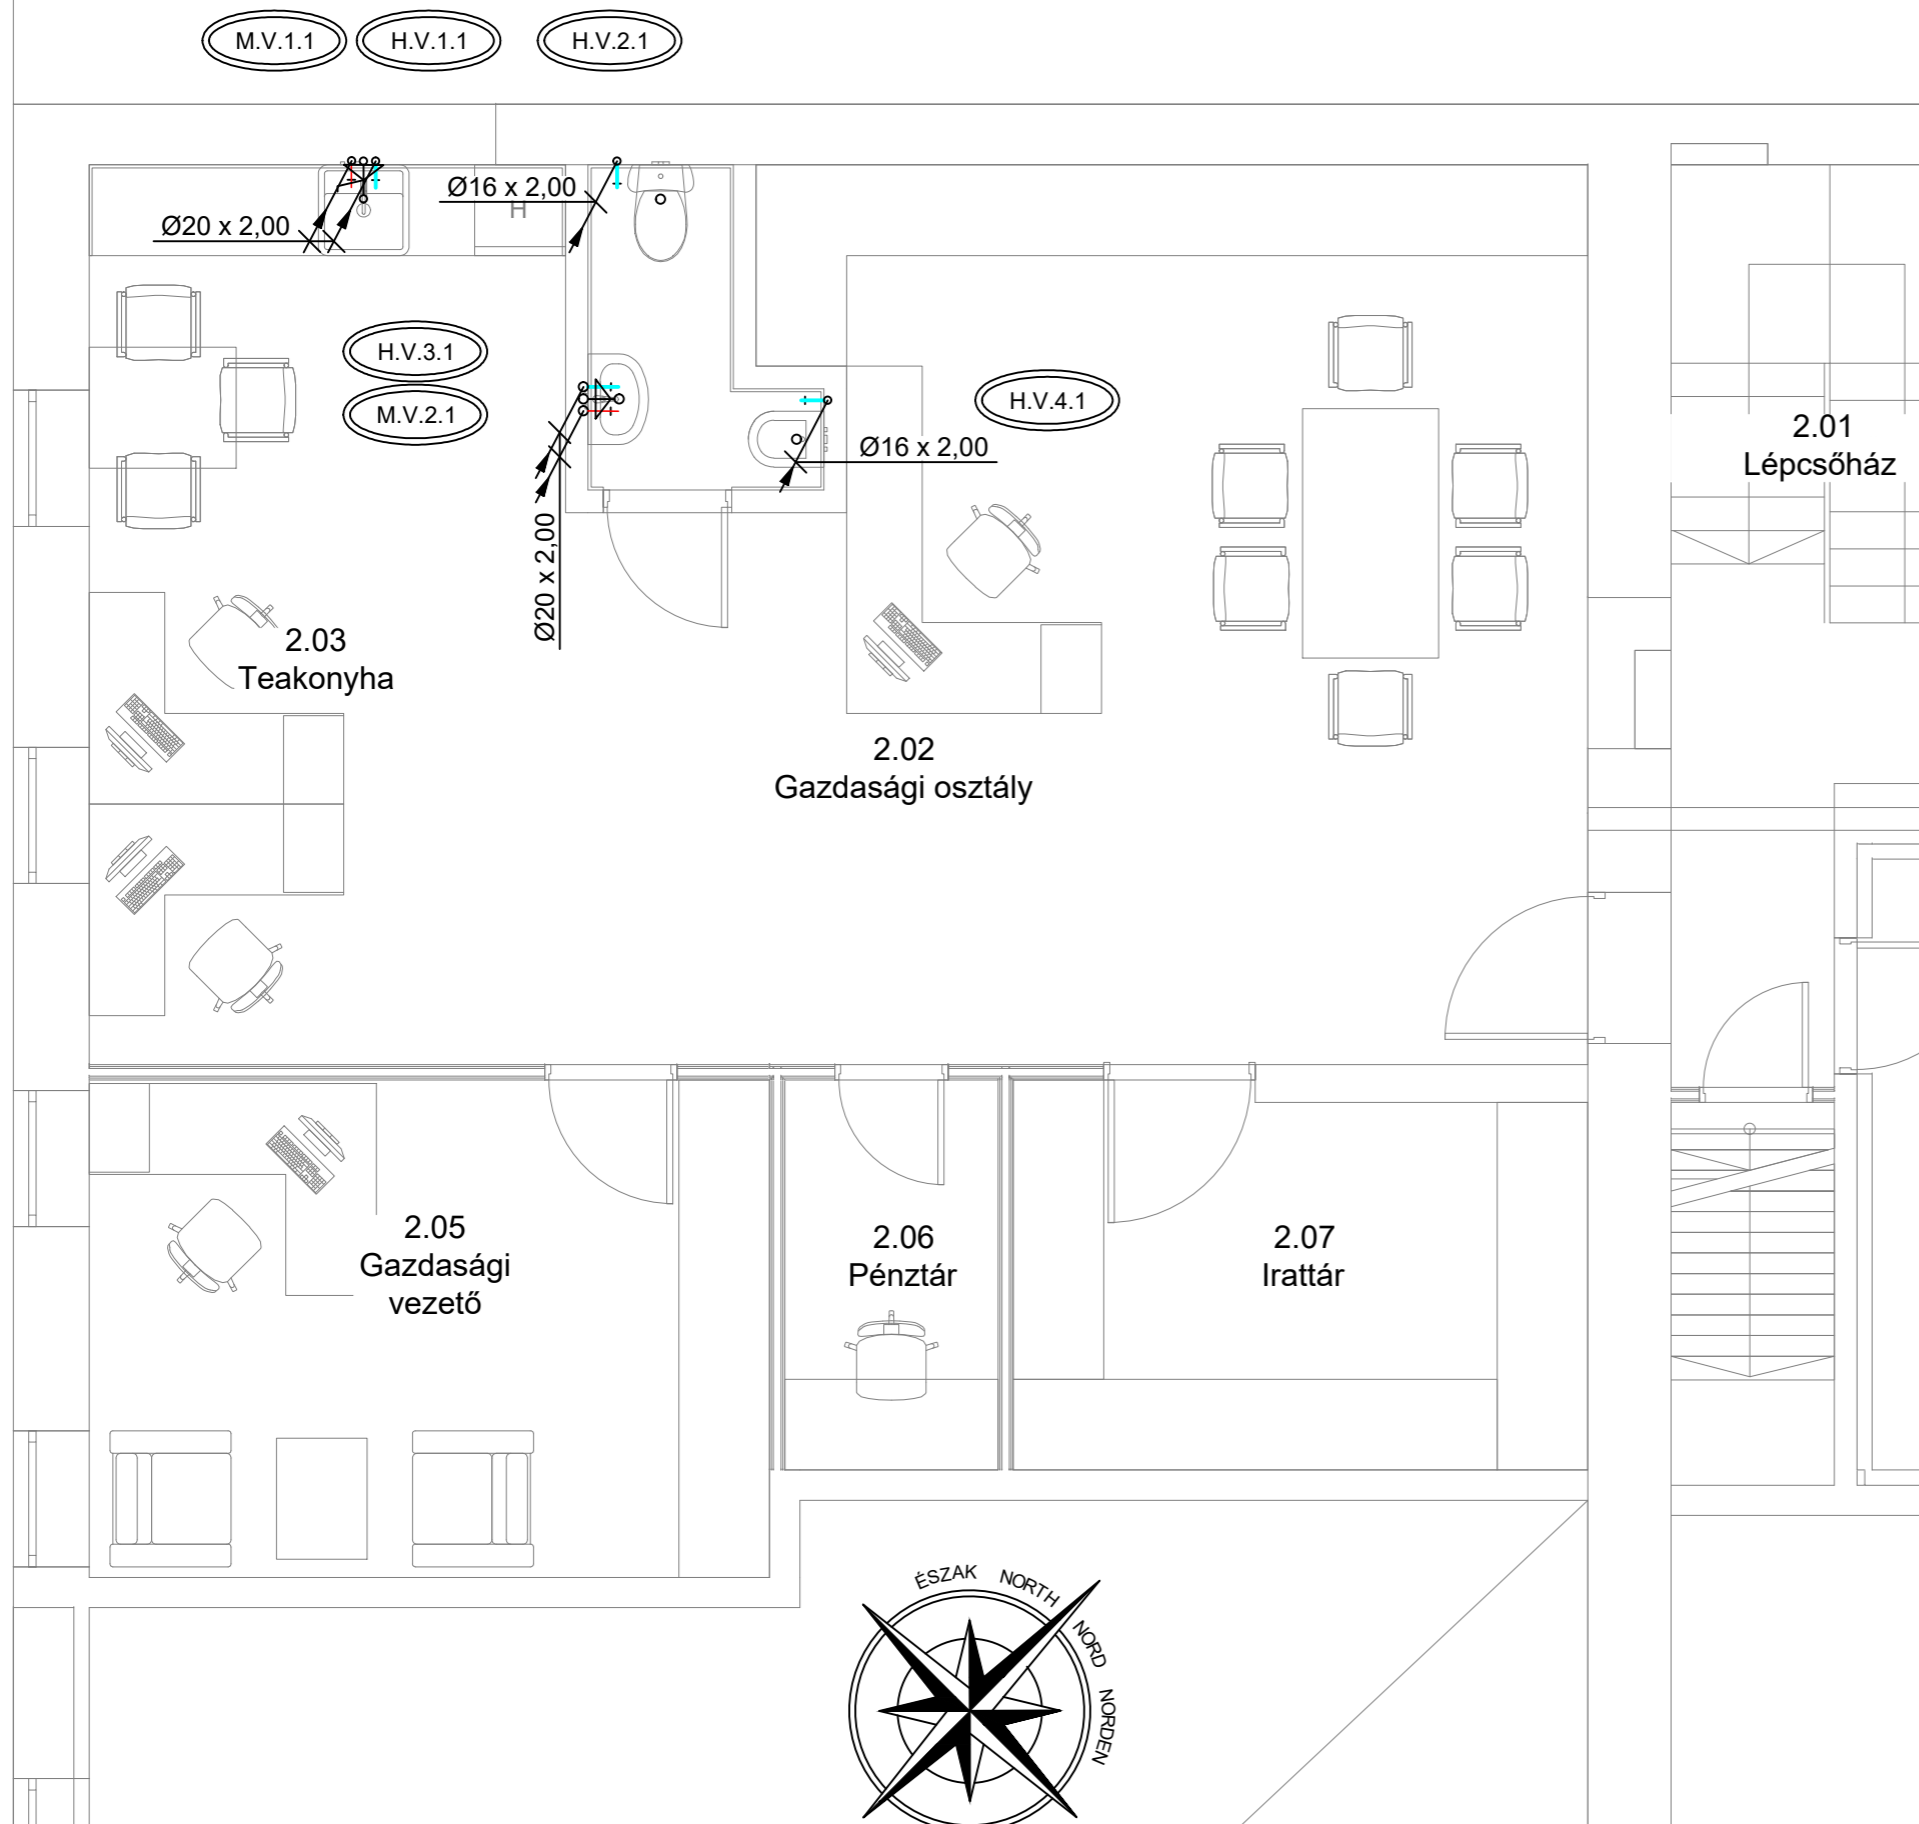 M.V.1.1
H.V.1.1
H.V.2.1
Ø16 x 2,00
H
Ø20 x 2,00
H.V.3.1
M.V.2.1
H.V.4.1
Ø16 x 2,00
2.01
Lépcsőház
Ø20 x 2,00
2.03
Teakonyha
2.02
Gazdasági osztály
2.05
Gazdasági
vezető
2.06
Pénztár
2.07
Irattár
ÉSZAK NORTH NORD NORDEN